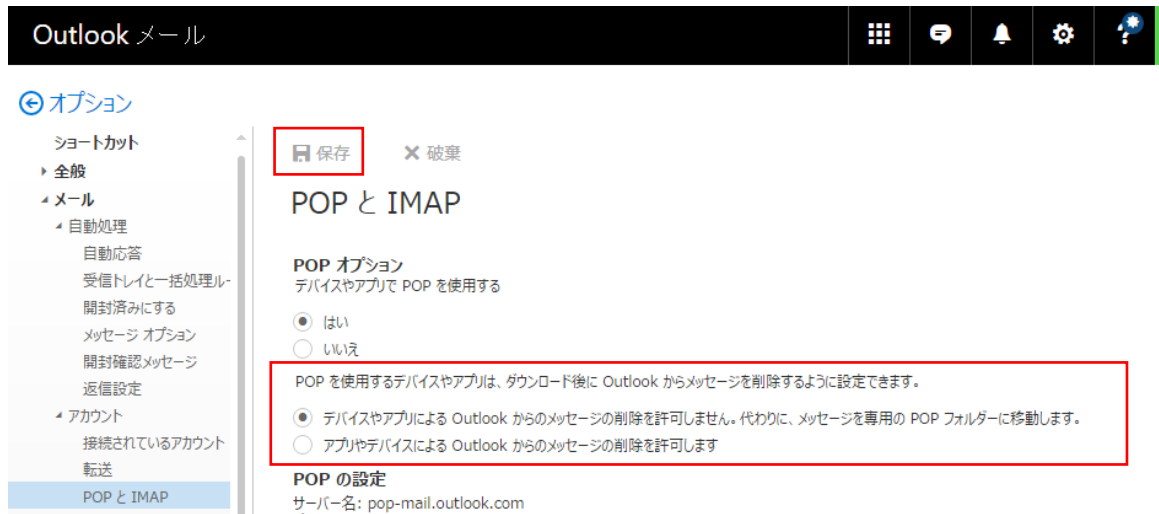 Outlook メール
オプション
ショートカット
全般
メール
自動処理
自動応答
受信トレイと一括処理ルー
開封済みにする
メッセージ オプション
開封確認メッセージ
返信設定
アカウント
接続されているアカウント
転送
POP と IMAP
保存 破棄
POP と IMAP
POP オプション
デバイスやアプリで POP を使用する
はい
いいえ
POP を使用するデバイスやアプリは、ダウンロード後に Outlook からメッセージを削除するように設定できます。
デバイスやアプリによる Outlook からのメッセージの削除を許可しません。代わりに、メッセージを専用の POP フォルダーに移動します。
アプリやデバイスによる Outlook からのメッセージの削除を許可します
POP の設定
サーバー名: pop-mail.outlook.com